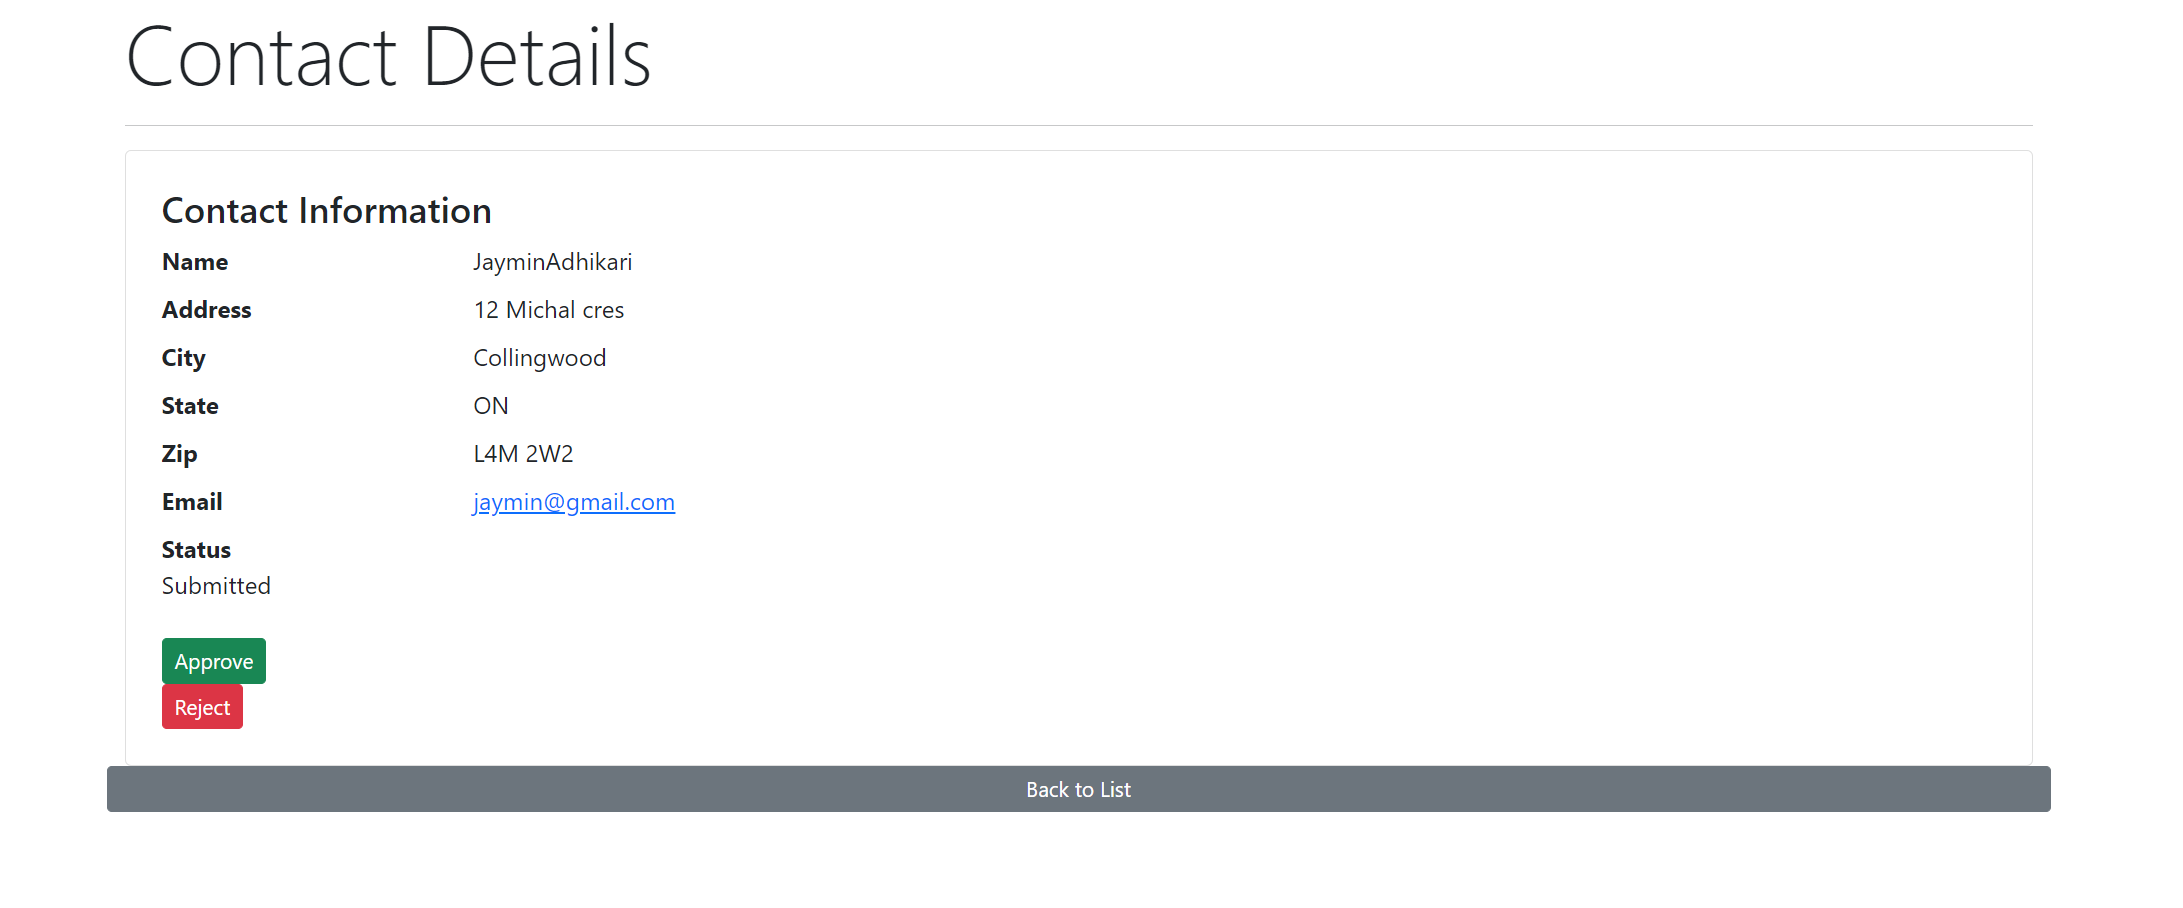 Contact Details
Contact Information
Name JayminAdhikari
Address 12 Michal cres
City Collingwood
State ON
Zip L4M 2W2
Email jaymin@gmail.com
Status
Submitted
Approve
Reject
Back to List